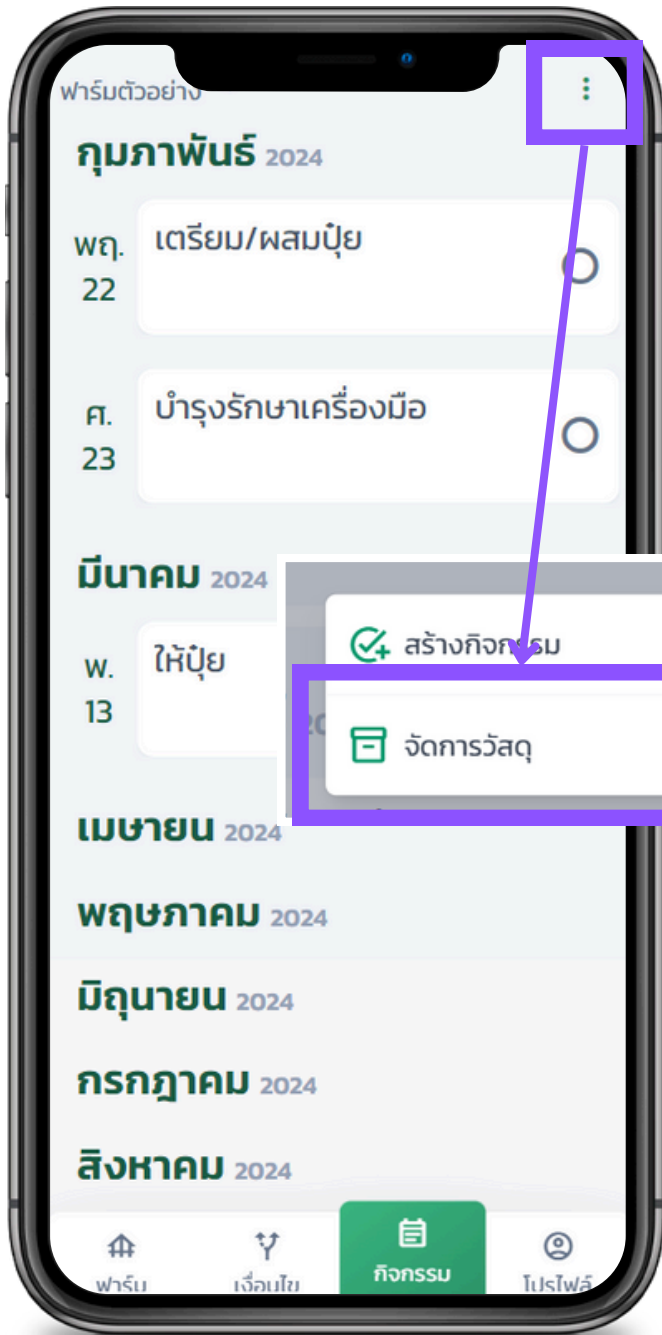 ฟาร์มตัวอย่าง
กุมภาพันธ์ 2024
พฤ.
22
เตรียม/ผสมปุ๋ย
ศ.
23
บำรุงรักษาเครื่องมือ
มีนาคม 2024
พ.
13
ให้ปุ๋ย
สร้างกิจกรรม
จัดการวัสดุ
เมษายน 2024
พฤษภาคม 2024
มิถุนายน 2024
กรกฎาคม 2024
สิงหาคม 2024
ฟาร์ม
เงื่อนไข
กิจกรรม
โปรไฟล์